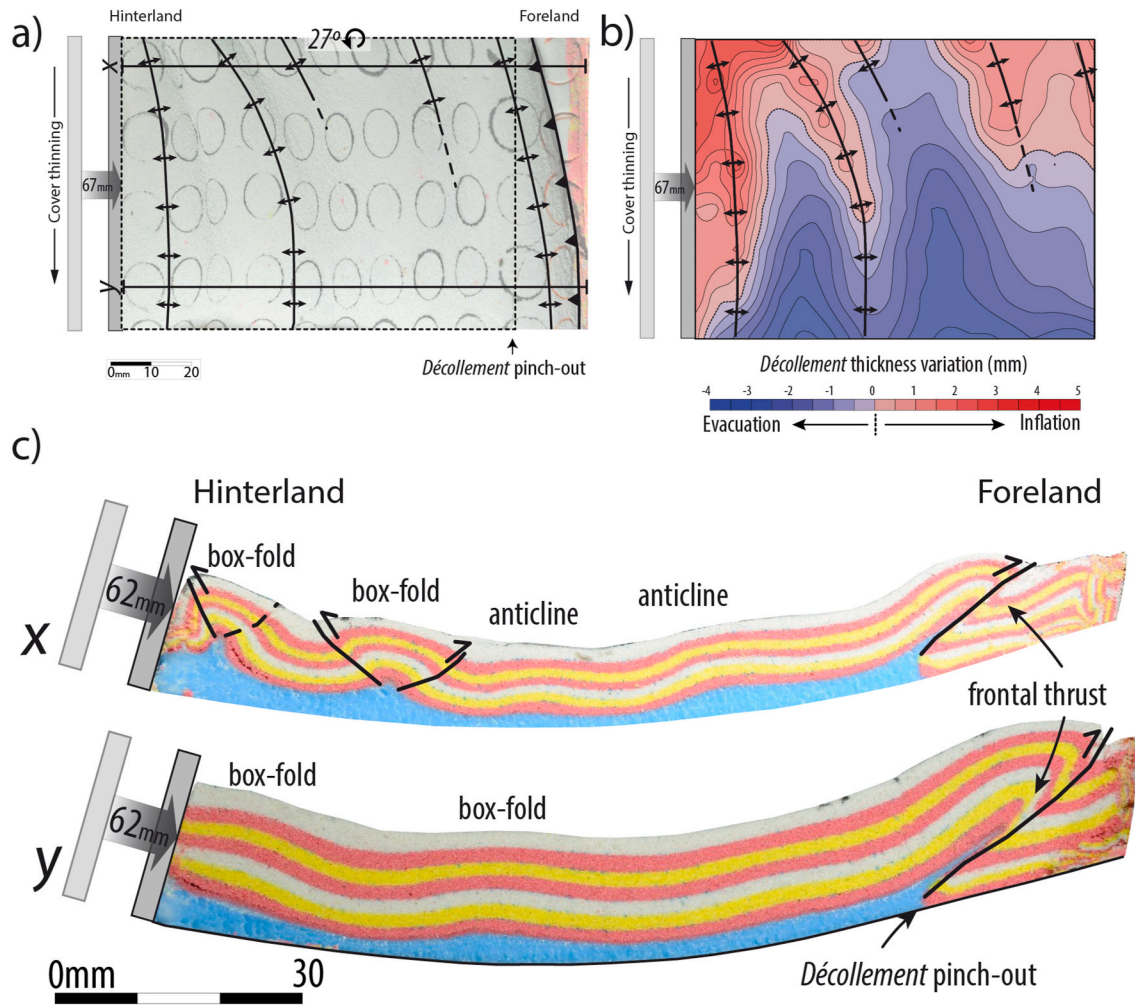 a)
Hinterland
Foreland
27°
x
Cover thinning
67mm
y
0mm 10 20
Décollement pinch-out
b)
Cover thinning
67mm
Décollement thickness variation (mm)
-4 -3 -2 -1 0 1 2 3 4 5
Evacuation
Inflation
c)
Hinterland
Foreland
box-fold
box-fold
anticline
anticline
62mm
x
frontal thrust
box-fold
box-fold
62mm
y
Décollement pinch-out
0mm 30